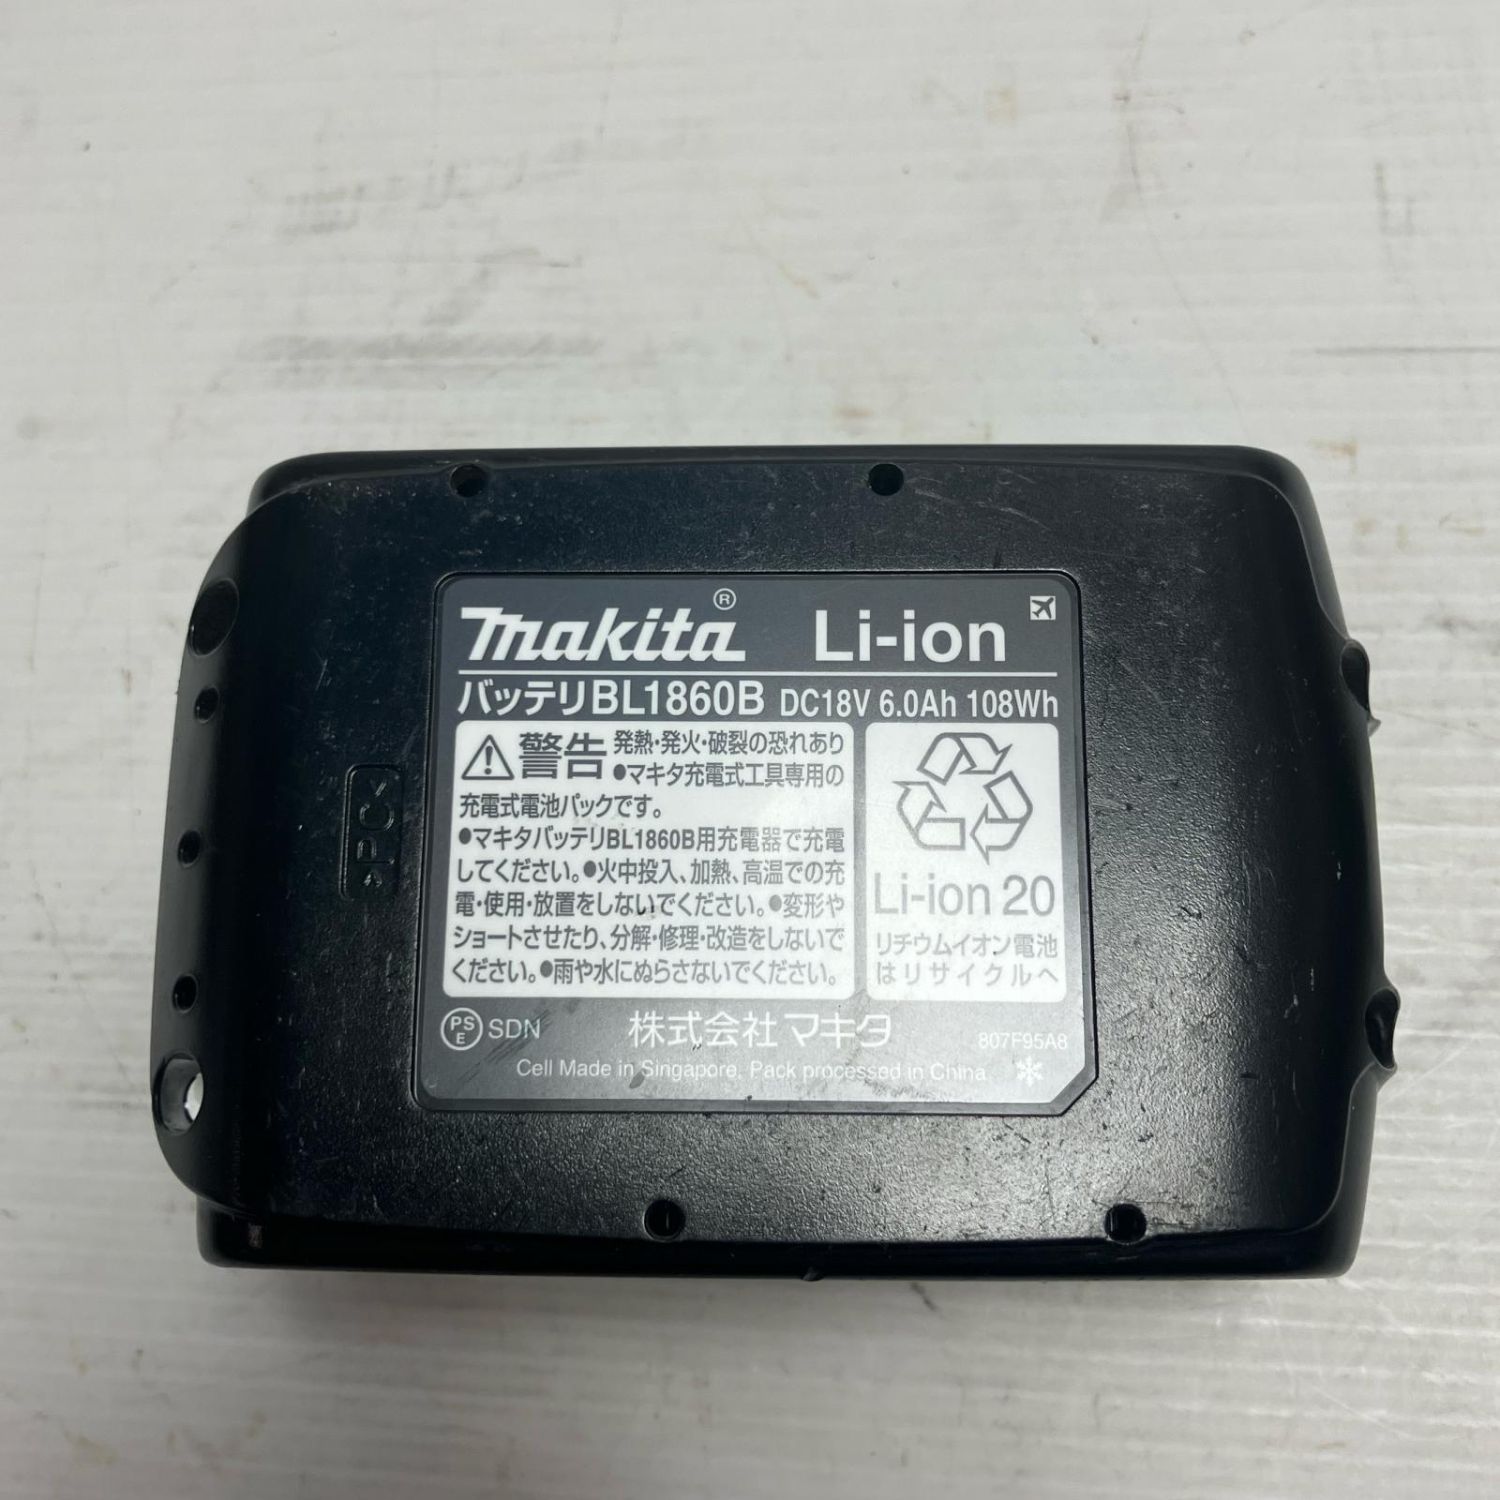 makita® Li-ion
バッテリBL1860B DC18V 6.0Ah 108Wh
警告 発熱・発火・破裂の恐れあり
●マキタ充電式工具専用の
充電式電池パックです。
●マキタバッテリBL1860B用充電器で充電
してください。●火中投入、加熱、高温での充
電・使用・放置をしないでください。●変形や
ショートさせたり、分解・修理・改造をしないで
ください。●雨や水にぬらさないでください。
Li-ion 20
リチウムイオン電池
はリサイクルへ
PSE SDN 株式会社マキタ 807F95A8
Cell Made in Singapore, Pack processed in China
>PC<